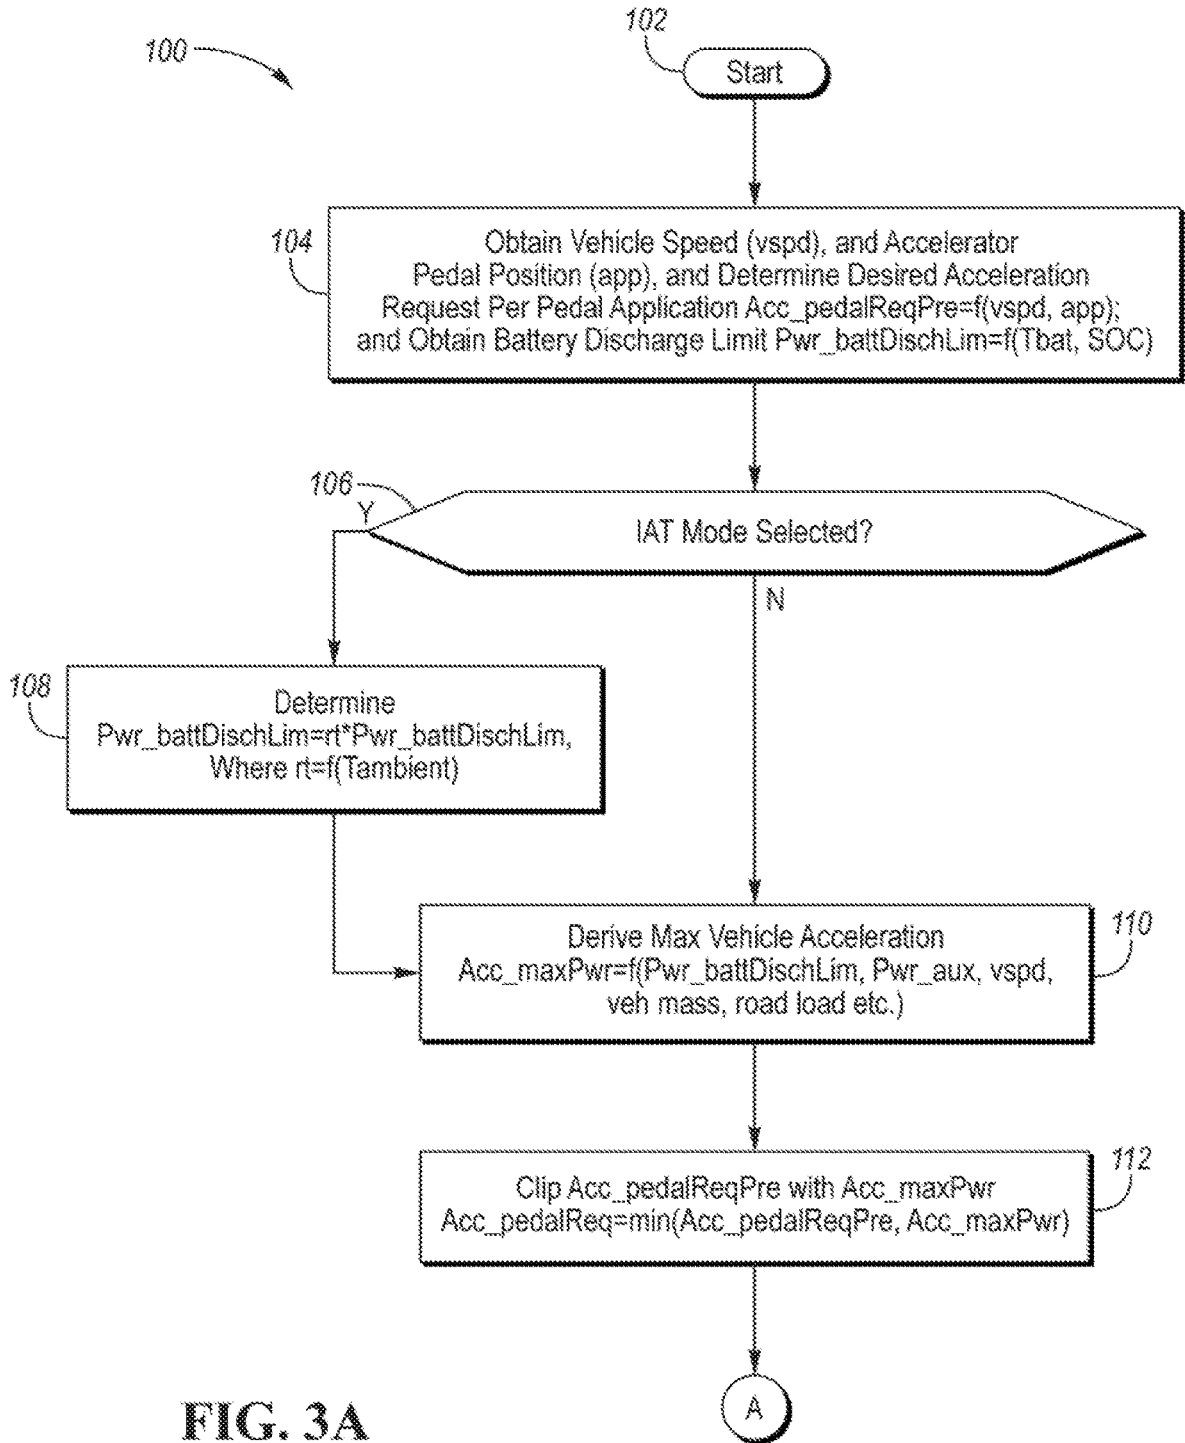 100
102
Start
104
Obtain Vehicle Speed (vspd), and Accelerator
Pedal Position (app), and Determine Desired Acceleration
Request Per Pedal Application Acc_pedalReqPre=f(vspd, app);
and Obtain Battery Discharge Limit Pwr_battDischLim=f(Tbat, SOC)
106
Y
IAT Mode Selected?
N
108
Determine
Pwr_battDischLim=rt*Pwr_battDischLim,
Where rt=f(Tambient)
110
Derive Max Vehicle Acceleration
Acc_maxPwr=f(Pwr_battDischLim, Pwr_aux, vspd,
veh mass, road load etc.)
112
Clip Acc_pedalReqPre with Acc_maxPwr
Acc_pedalReq=min(Acc_pedalReqPre, Acc_maxPwr)
A
FIG. 3A